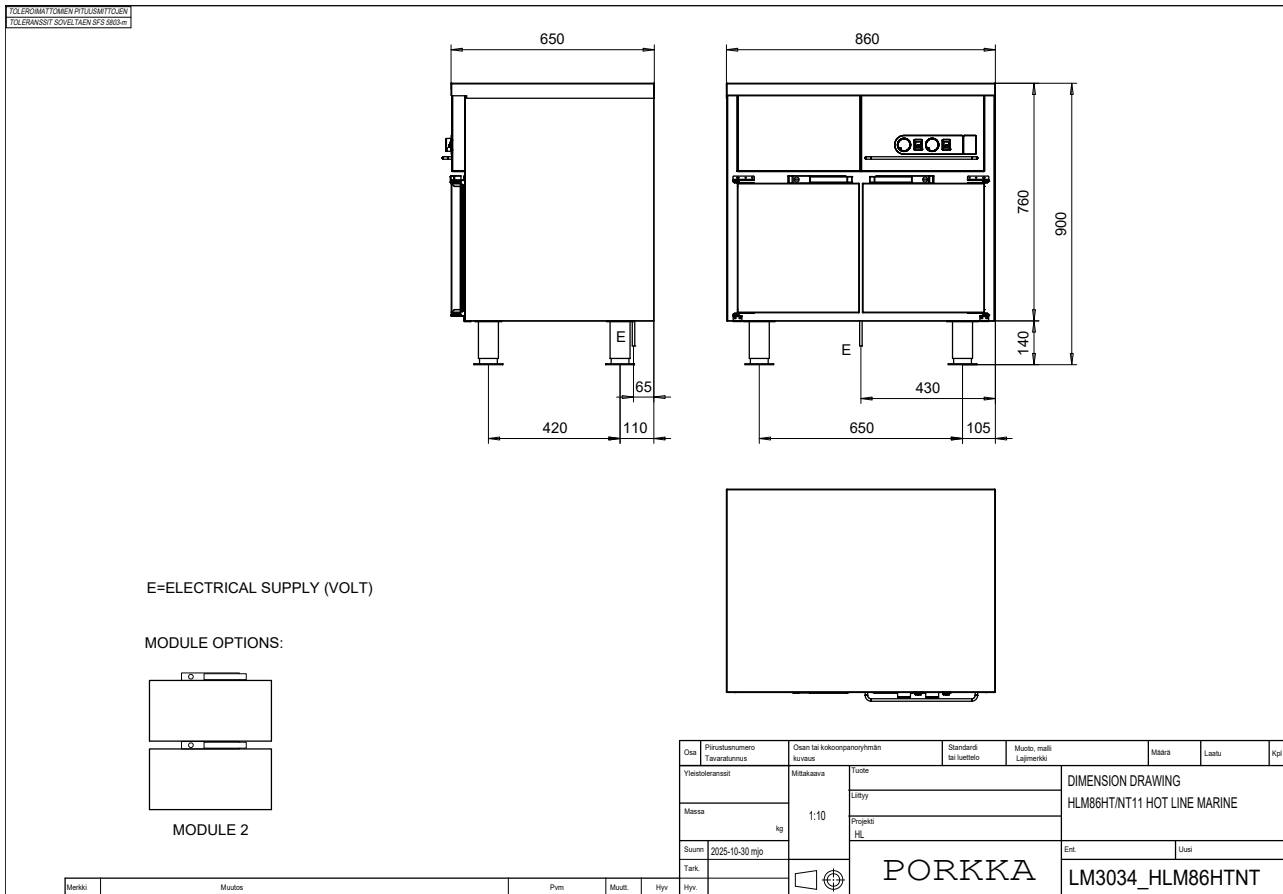 TOLEROIMATTOMIEN PITUUSMITTOJEN
TOLERANSSIT SOVELTAEN SFS 5803-m
650
860
760
900
140
E
E
65
430
420
110
650
105
E=ELECTRICAL SUPPLY (VOLT)
MODULE OPTIONS:
MODULE 2
Osa
Piirustusnumero
Tavaratunnus
Osan tai kokoonpanoryhmän
kuvaus
Standardi
tai luettelo
Muoto, malli
Lajimerkki
Määrä
Laatu
Kpl
Yleistoleranssit
Mittakaava
1:10
Tuote
Liittyy
Projekti
HL
DIMENSION DRAWING
HLM86HT/NT11 HOT LINE MARINE
Massa
kg
Suunn
2025-10-30 mjo
Tark.
Hyv.
PORKKA
Ent.
Uusi
LM3034_HLM86HTNT
Merkki
Muutos
Pvm
Muutt.
Hyv